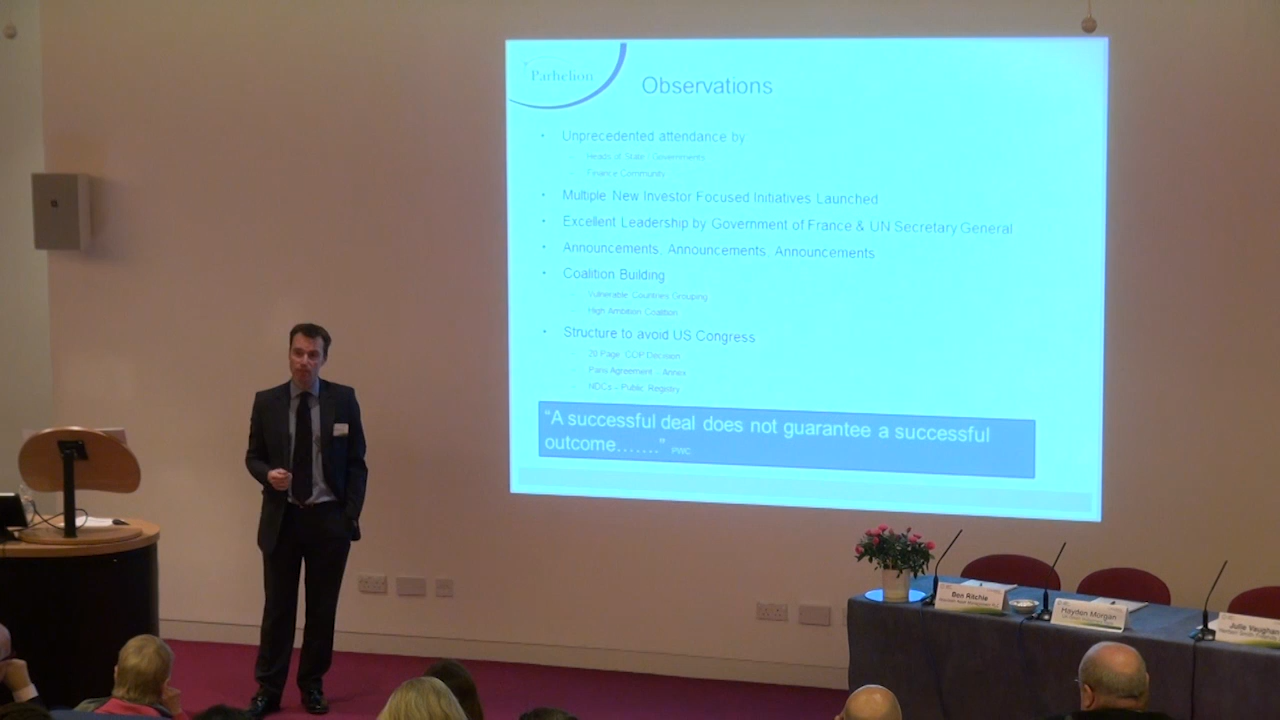 Parhelion
Observations
• Unprecedented attendance by
– Heads of State / Governments
– Finance Community
• Multiple New Investor Focused Initiatives Launched
• Excellent Leadership by Government of France & UN Secretary General
• Announcements, Announcements, Announcements
• Coalition Building
– Vulnerable Countries Grouping
– High Ambition Coalition
• Structure to avoid US Congress
– 20 Page COP Decision
– Paris Agreement - Annex
– NDCs - Public Registry
“A successful deal does not guarantee a successful
outcome…….” PWC
Ben Ritchie
Haydon Morgan
Julie Vaughan